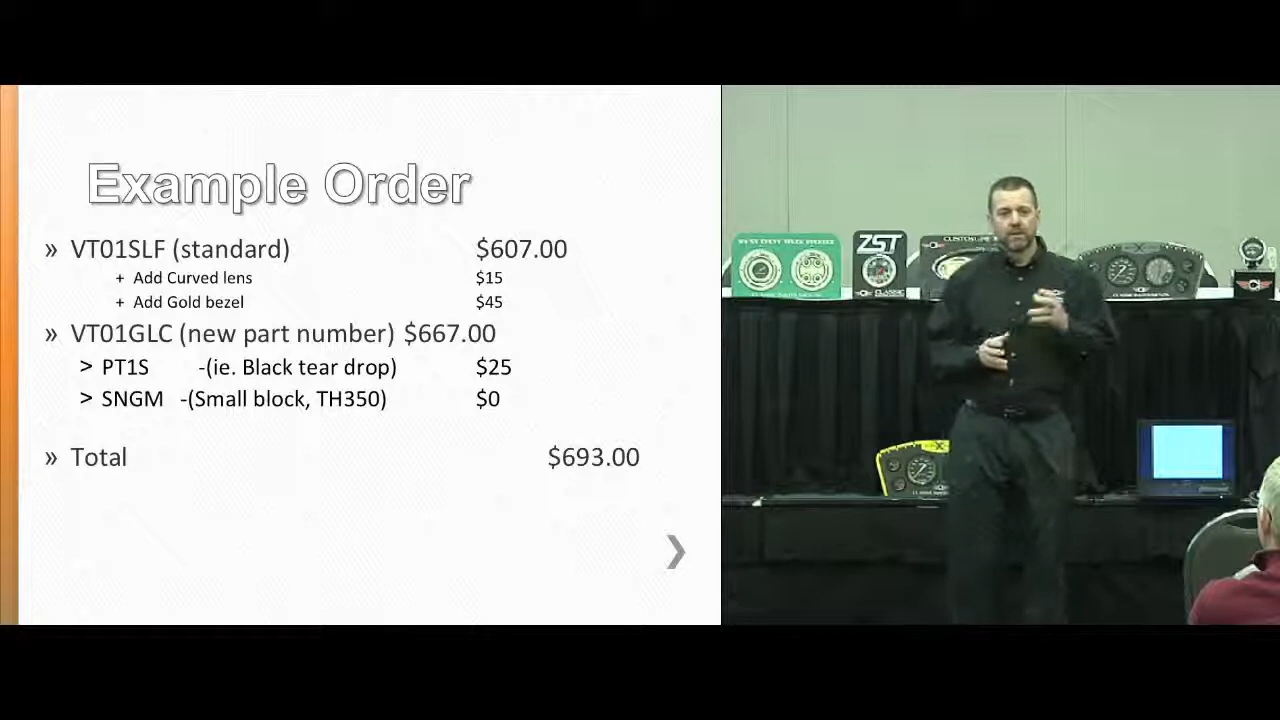 Example Order
» VT01SLF (standard) $607.00
+ Add Curved lens $15
+ Add Gold bezel $45
» VT01GLC (new part number) $667.00
> PT1S -(ie. Black tear drop) $25
> SNGM -(Small block, TH350) $0
» Total $693.00
ZST
CLASSIC